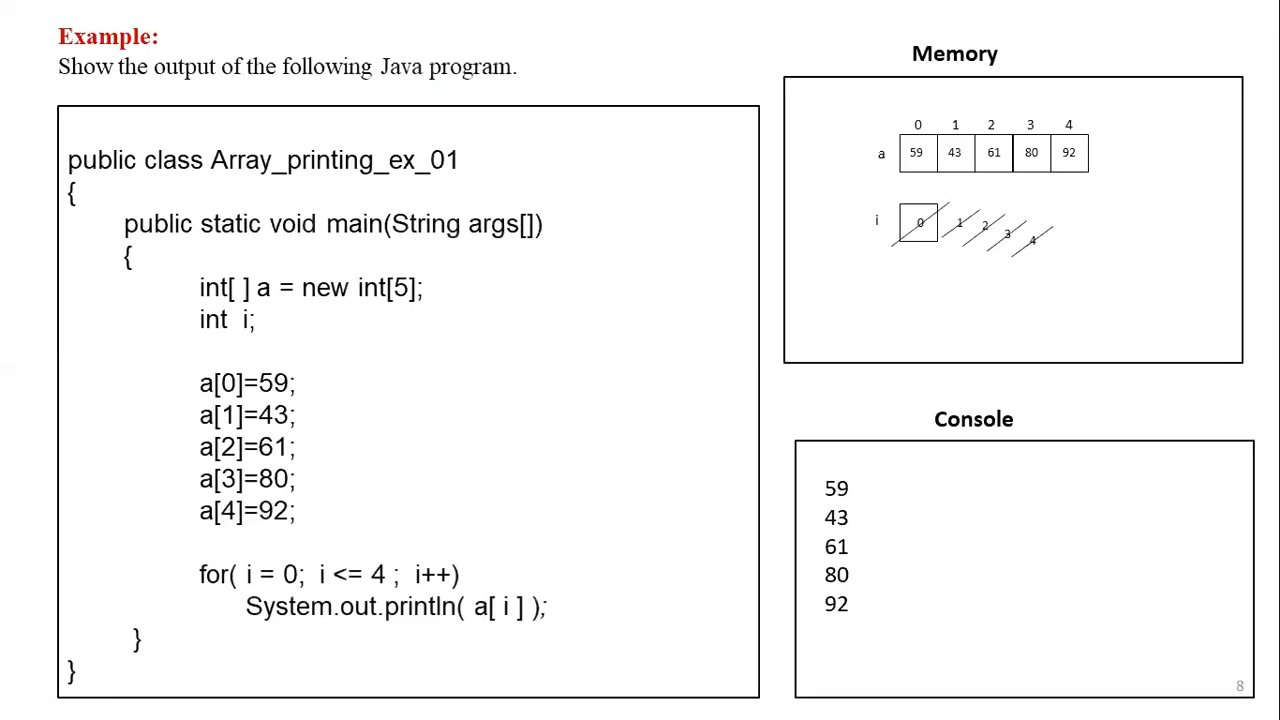 Example:
Show the output of the following Java program.
public class Array_printing_ex_01
{
public static void main(String args[])
{
int[ ] a = new int[5];
int i;
a[0]=59;
a[1]=43;
a[2]=61;
a[3]=80;
a[4]=92;
for( i = 0; i <= 4 ; i++)
System.out.println( a[ i ] );
}
}
Memory
0 1 2 3 4
a 59 43 61 80 92
i 0 1 2 3 4
Console
59
43
61
80
92
8